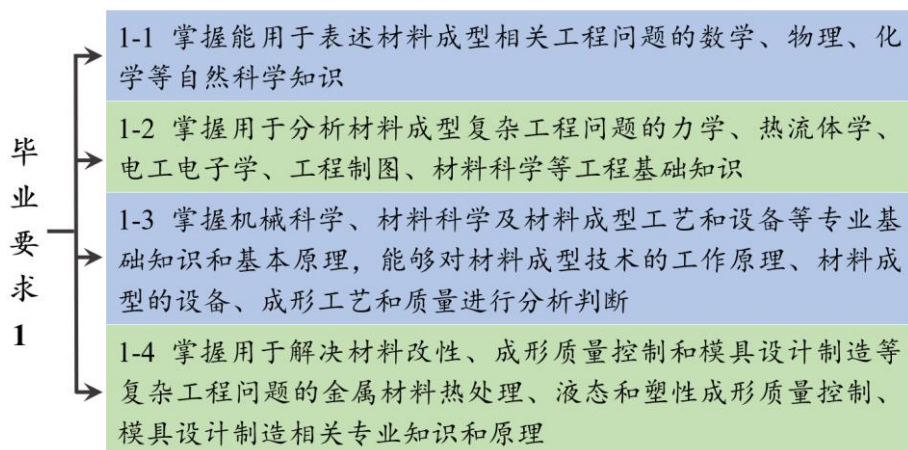 毕业要求1
1-1 掌握能用于表述材料成型相关工程问题的数学、物理、化
学等自然科学知识
1-2 掌握用于分析材料成型复杂工程问题的力学、热流体学、
电工电子学、工程制图、材料科学等工程基础知识
1-3 掌握机械科学、材料科学及材料成型工艺和设备等专业基
础知识和基本原理，能够对材料成型技术的工作原理、材料成
型的设备、成形工艺和质量进行分析判断
1-4 掌握用于解决材料改性、成形质量控制和模具设计制造等
复杂工程问题的金属材料热处理、液态和塑性成形质量控制、
模具设计制造相关专业知识和原理